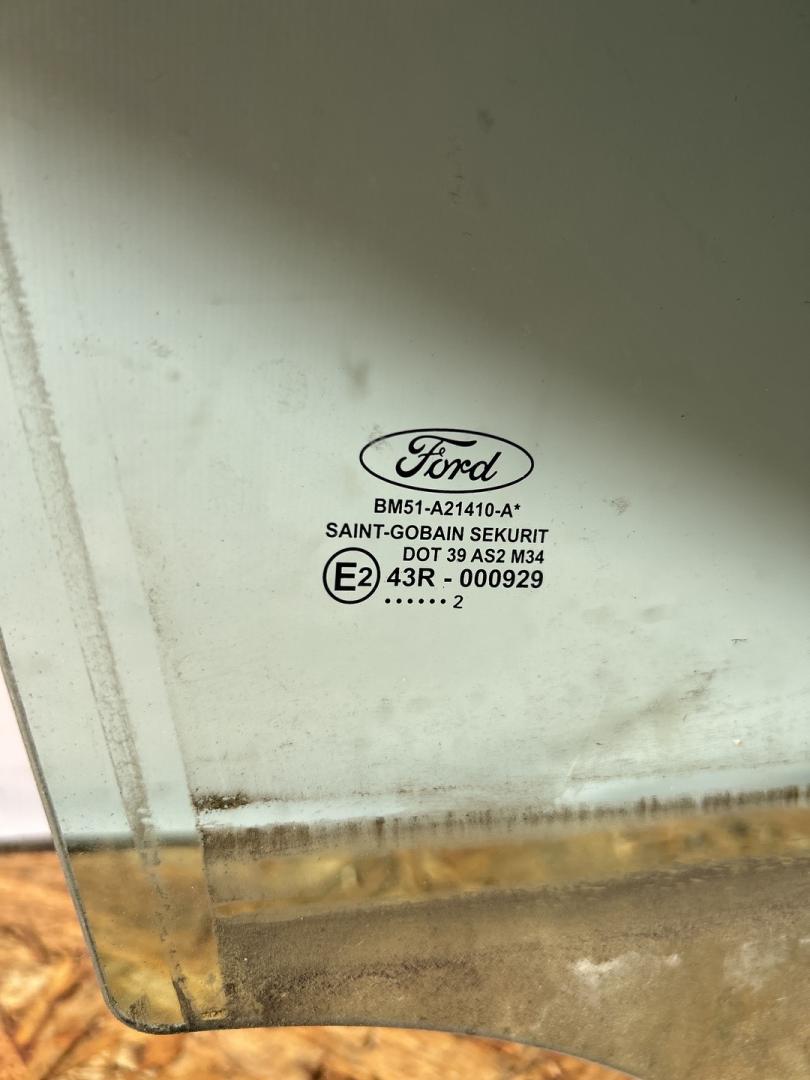 Ford
BM51-A21410-A*
SAINT-GOBAIN SEKURIT
DOT 39 AS2 M34
E2 43R - 000929
...... 2